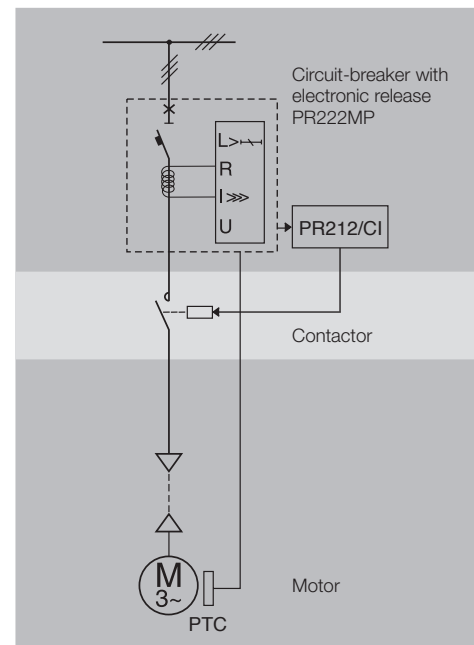 Circuit-breaker with
electronic release
PR222MP
L>
R
I>>>
U
PR212/CI
Contactor
M
3~
PTC
Motor